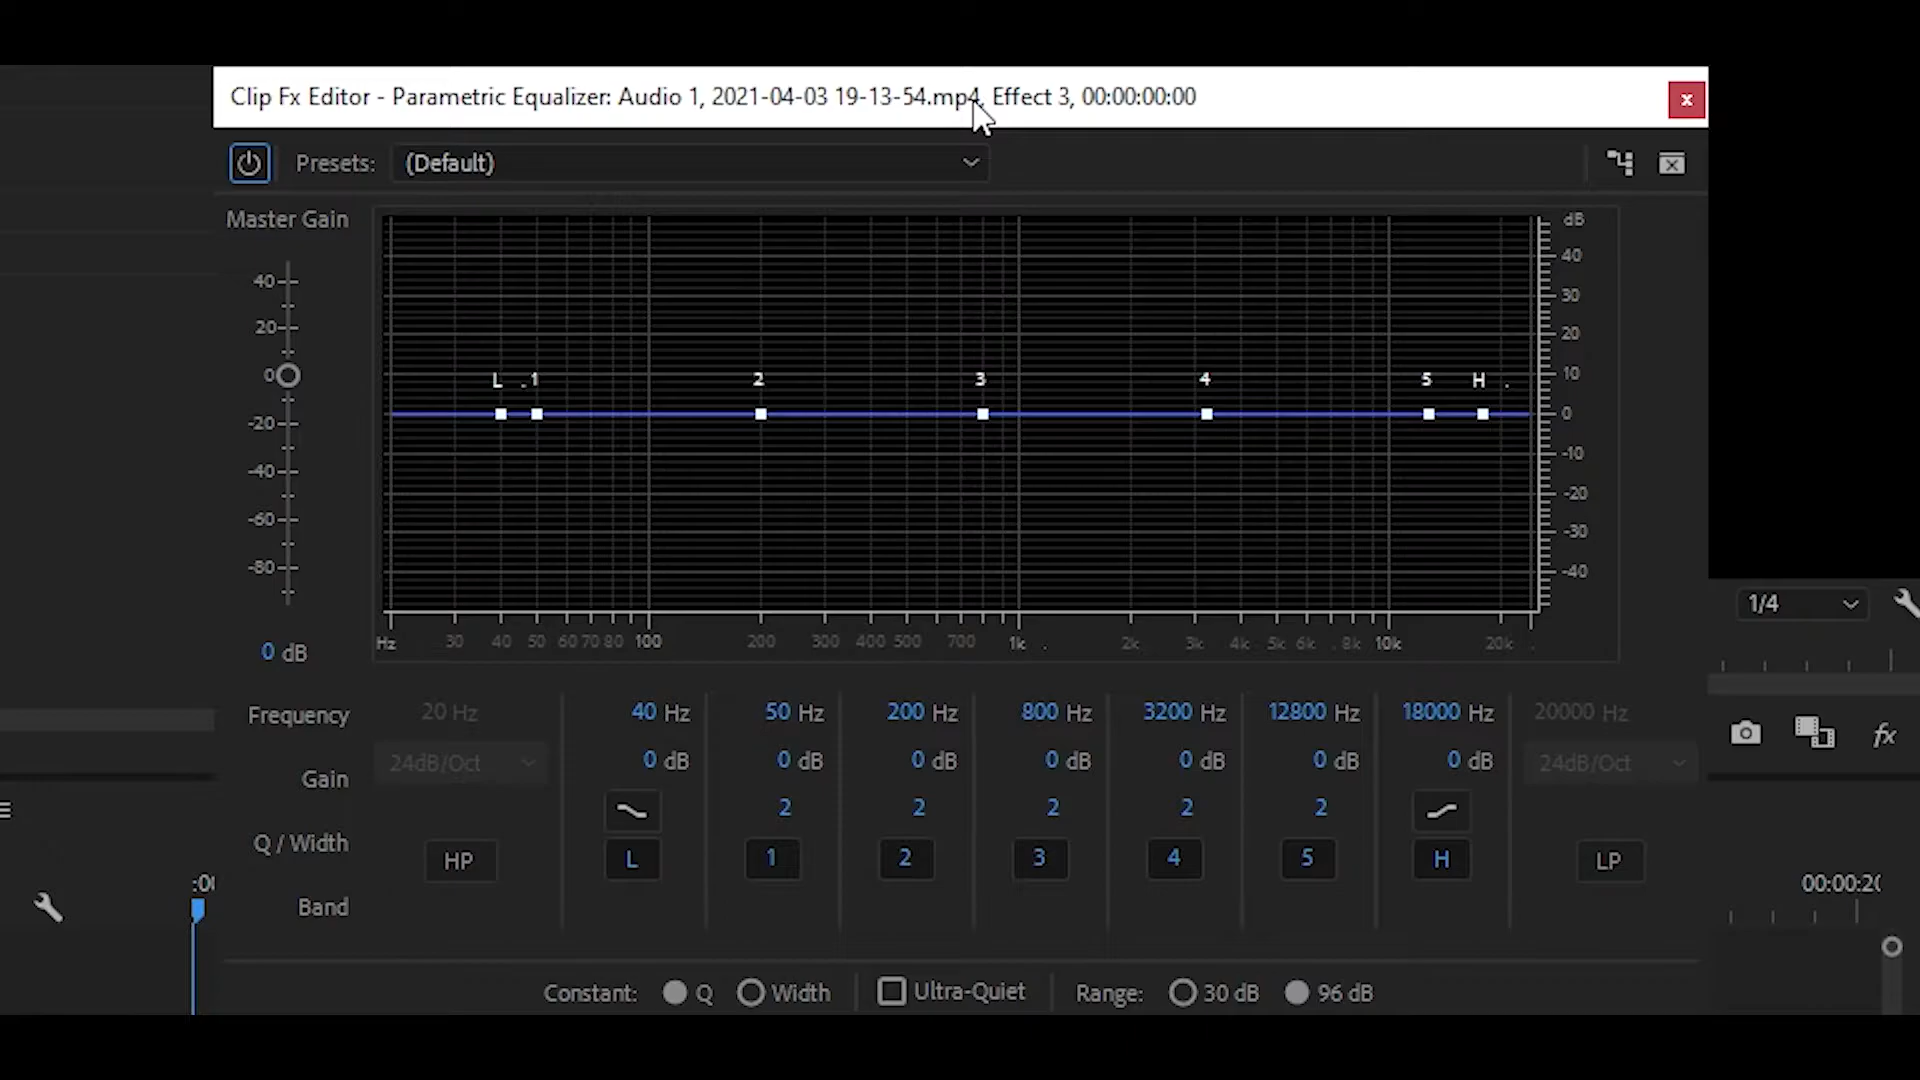 Clip Fx Editor - Parametric Equalizer: Audio 1, 2021-04-03 19-13-54.mp4, Effect 3, 00:00:00:00
x
Presets: (Default)
Master Gain
40
20
0
-20
-40
-60
-80
0 dB
L 1 2 3 4 5 H
dB
40
30
20
10
0
-10
-20
-30
-40
Hz 30 40 50 60 70 80 100 200 300 400 500 700 1k 2k 3k 4k 5k 6k 8k 10k 20k
Frequency 20 Hz 40 Hz 50 Hz 200 Hz 800 Hz 3200 Hz 12800 Hz 18000 Hz 20000 Hz
Gain 24dB/Oct 0 dB 0 dB 0 dB 0 dB 0 dB 0 dB 0 dB 24dB/Oct
Q / Width 2 2 2 2 2
Band HP L 1 2 3 4 5 H LP
Constant: Q Width Ultra-Quiet Range: 30 dB 96 dB
1/4
fx
:00
00:00:20